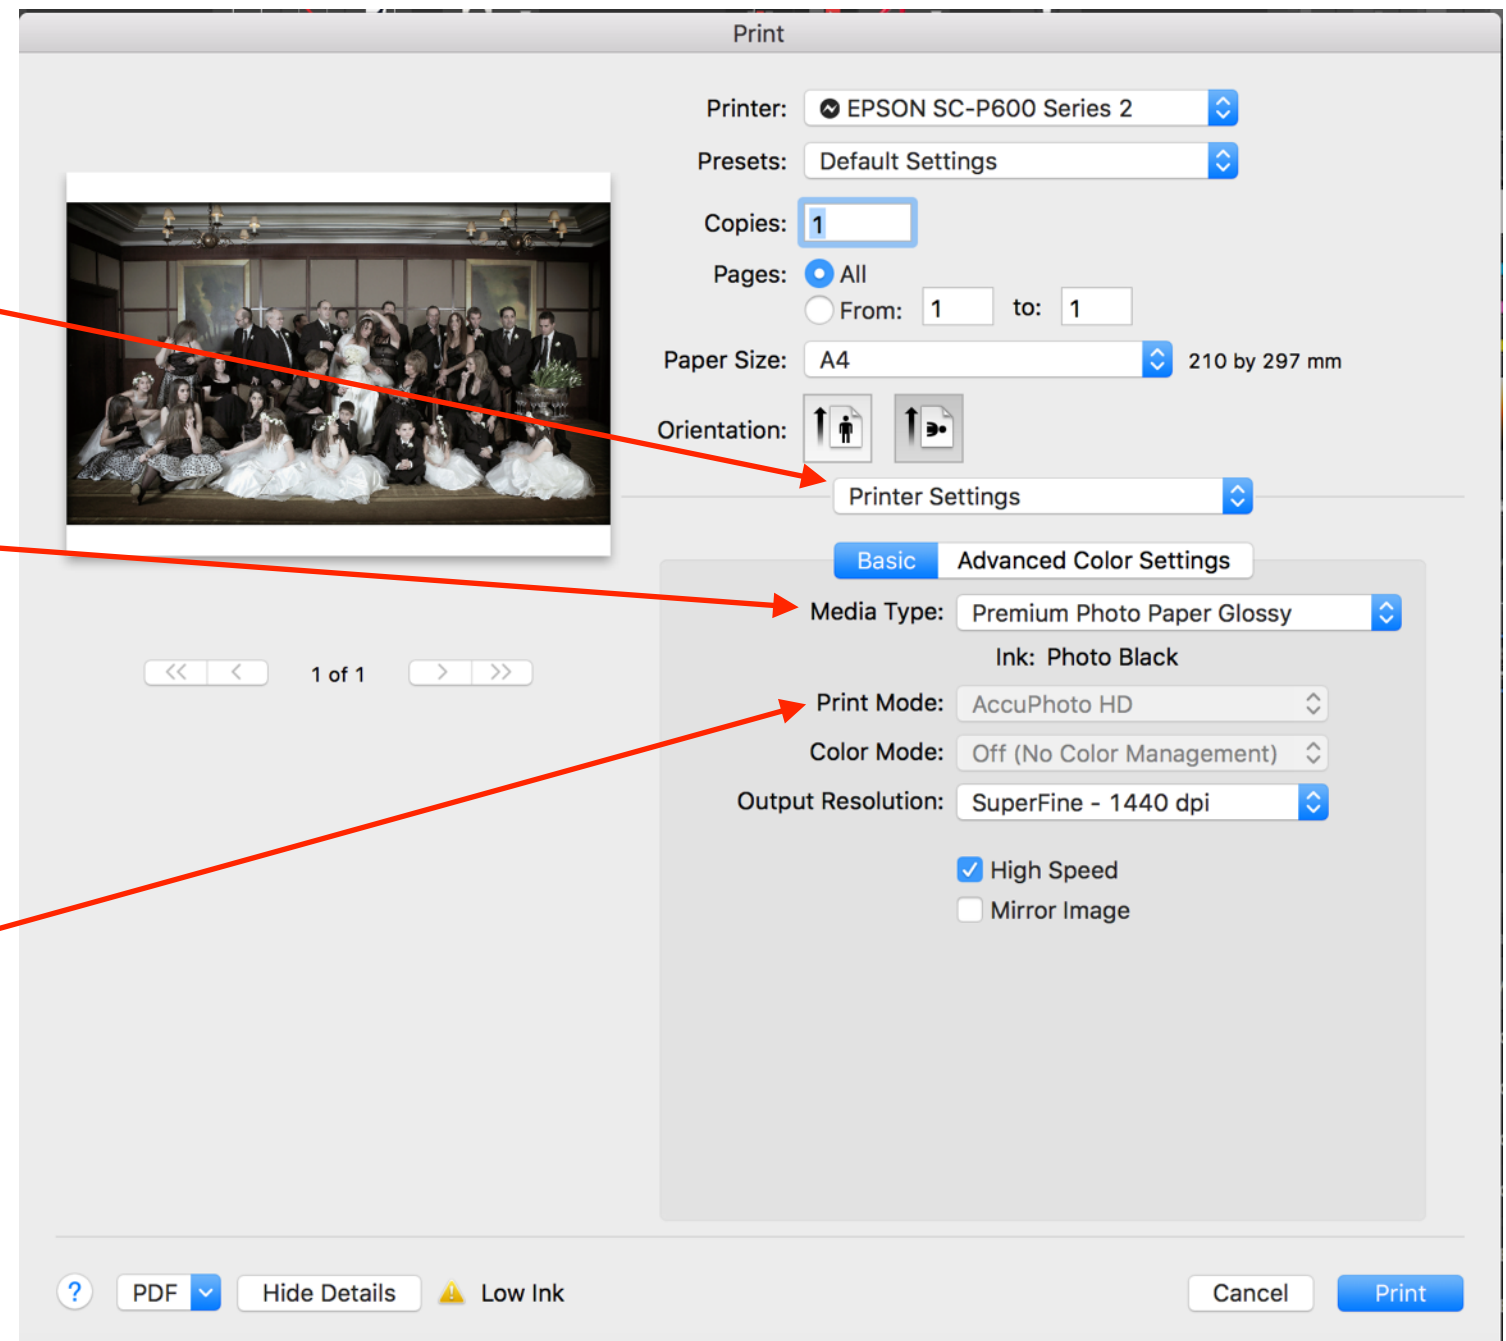 Print
Printer: EPSON SC-P600 Series 2
Presets: Default Settings
Copies: 1
Pages: All
From: 1 to: 1
Paper Size: A4 210 by 297 mm
Orientation:
Printer Settings
Basic Advanced Color Settings
Media Type: Premium Photo Paper Glossy
Ink: Photo Black
<< < 1 of 1 > >>
Print Mode: AccuPhoto HD
Color Mode: Off (No Color Management)
Output Resolution: SuperFine - 1440 dpi
High Speed
Mirror Image
? PDF Hide Details Low Ink Cancel Print